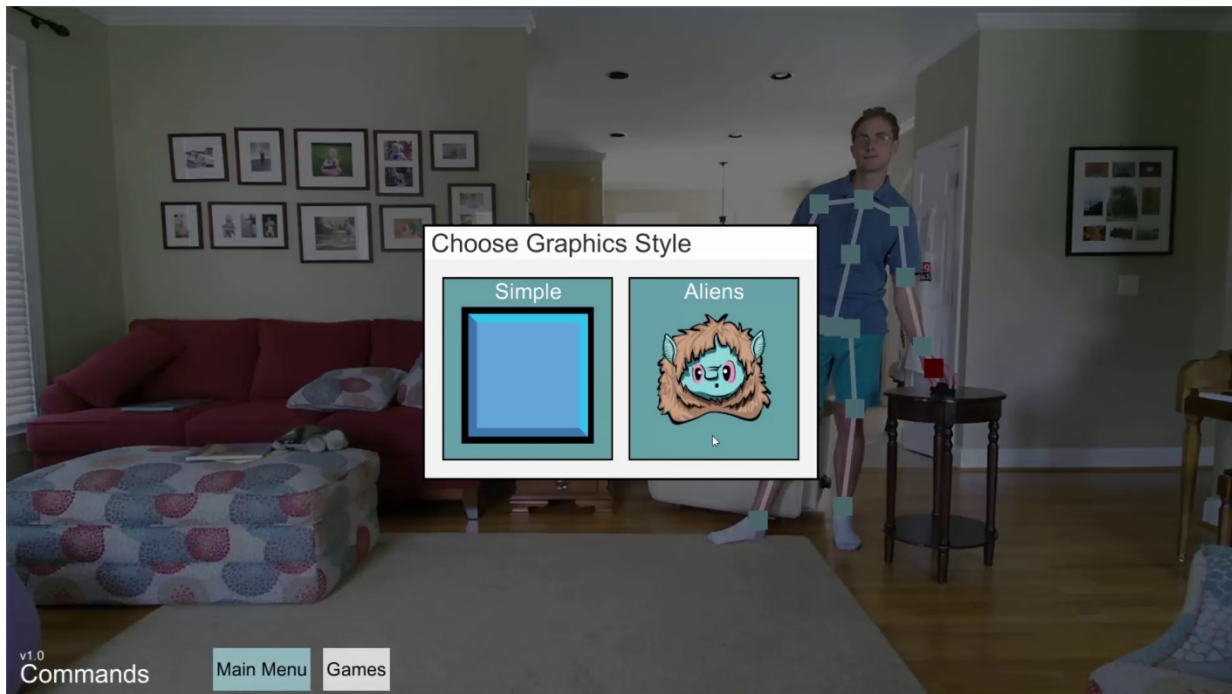 Choose Graphics Style
Simple
Aliens
v1.0
Commands
Main Menu
Games